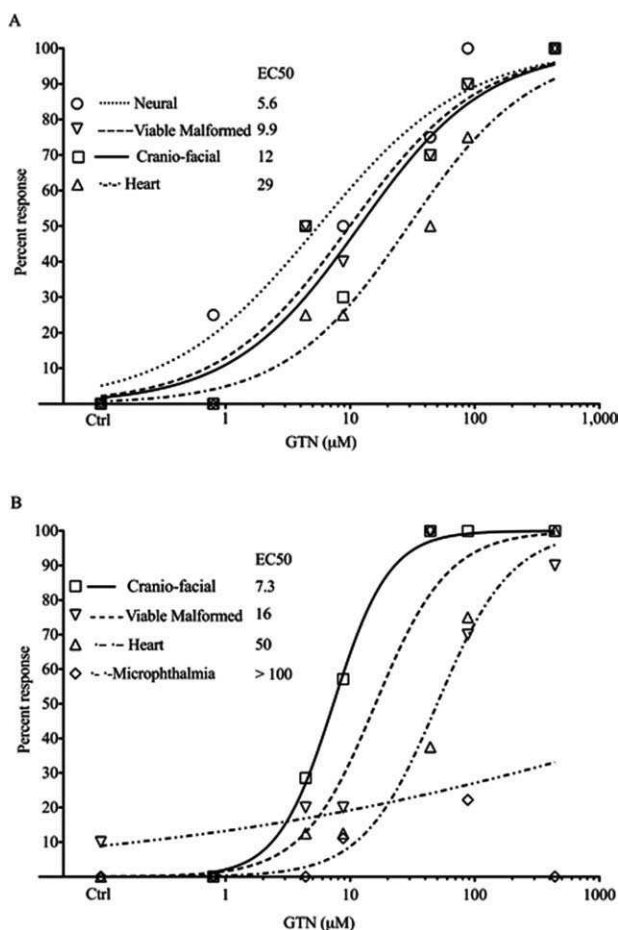 A
100
90
80
70
60
50
40
30
20
10
Percent response
EC50
Neural 5.6
Viable Malformed 9.9
Cranio-facial 12
Heart 29
Ctrl 1 10 100 1,000
GTN (μM)
B
100
90
80
70
60
50
40
30
20
10
Percent response
EC50
Cranio-facial 7.3
Viable Malformed 16
Heart 50
Microphthalmia > 100
Ctrl 1 10 100 1000
GTN (μM)